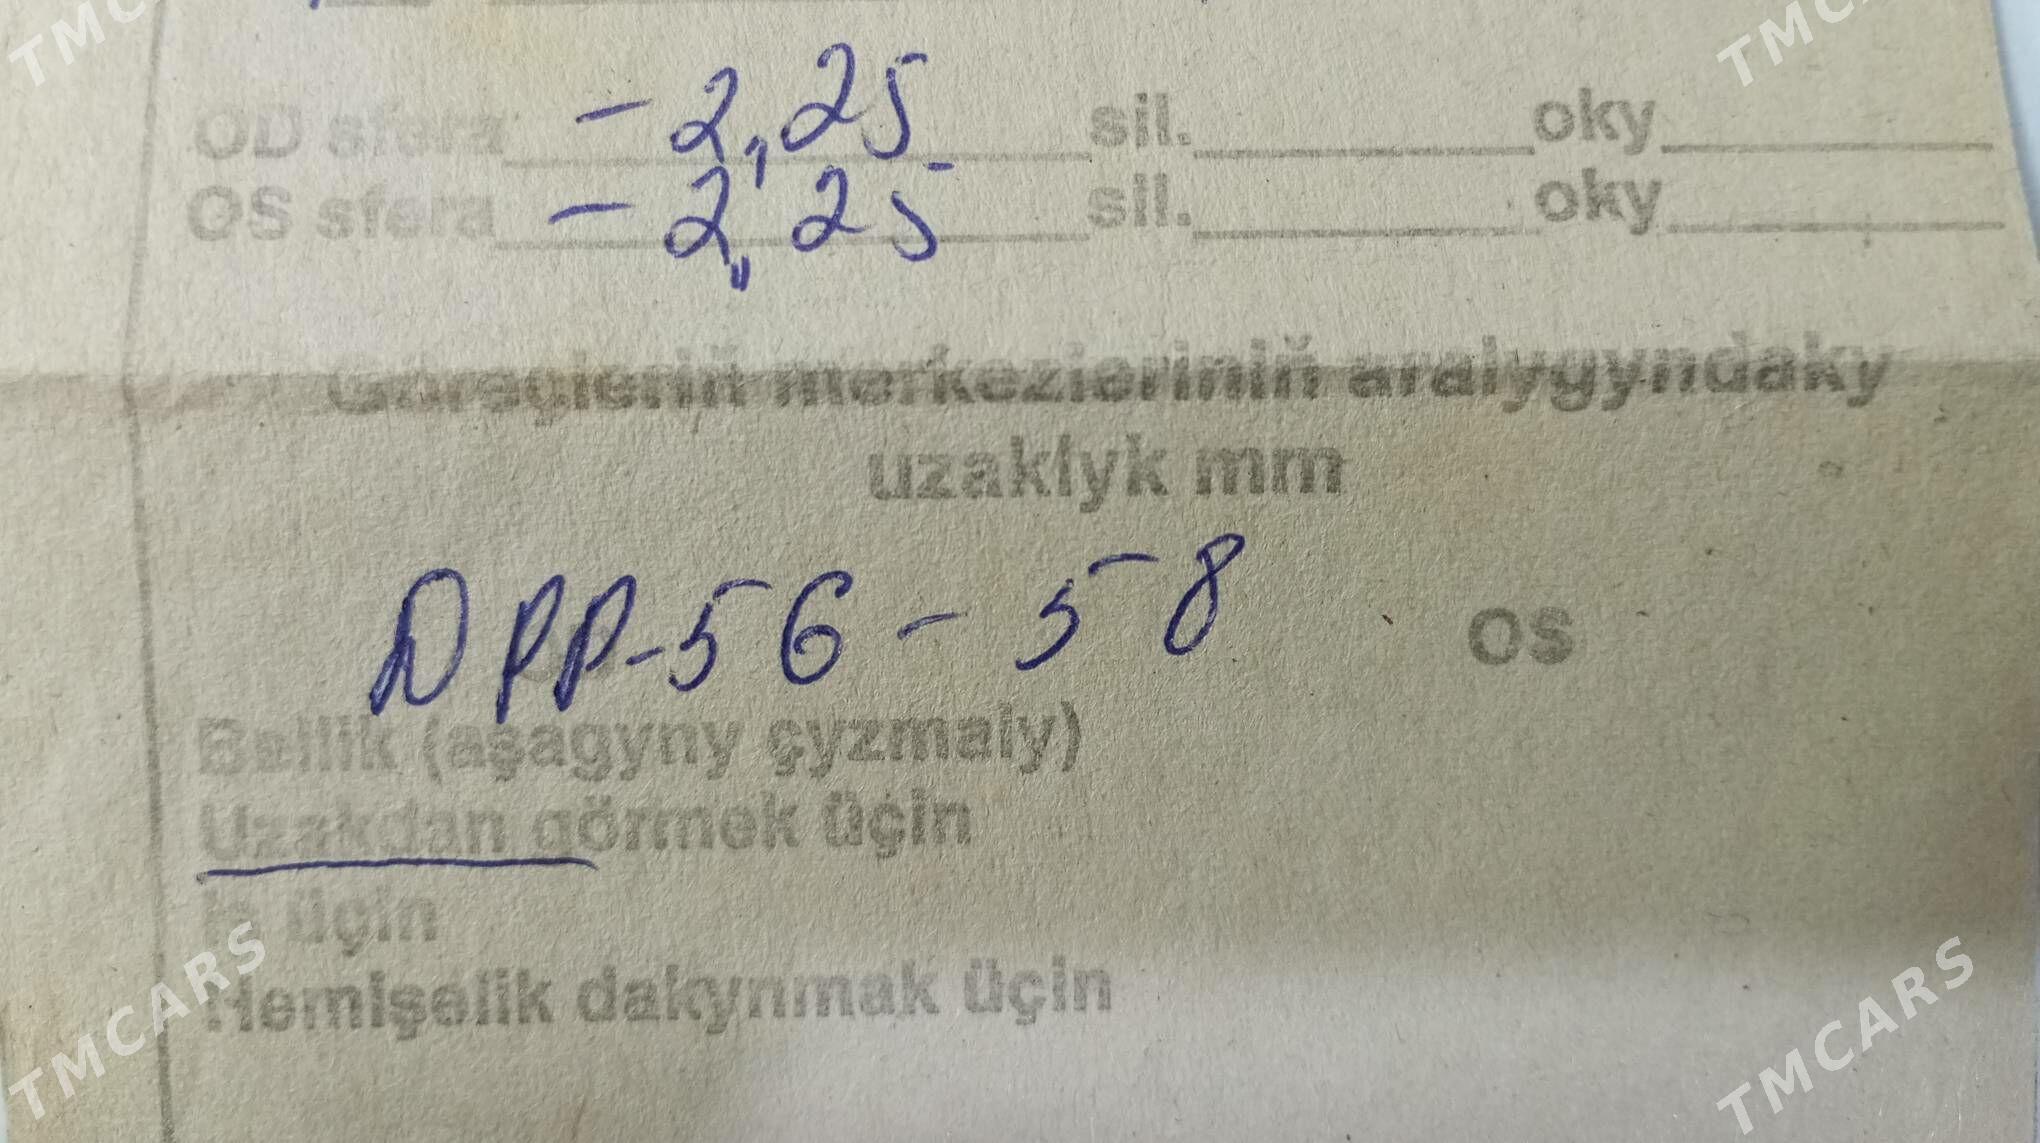 OD sfera -2,25 sil. oky
OS sfera -2,25 sil. oky
Göreçleriň merkezleriniň aralygyndaky
uzaklyk mm
DPP-56-58 OS
Bellik (aşagyny çyzmaly)
Uzakdan görmek üçin
Iş üçin
Hemişelik dakynmak üçin
TMCARS
TMCARS
TMCARS
TMCARS